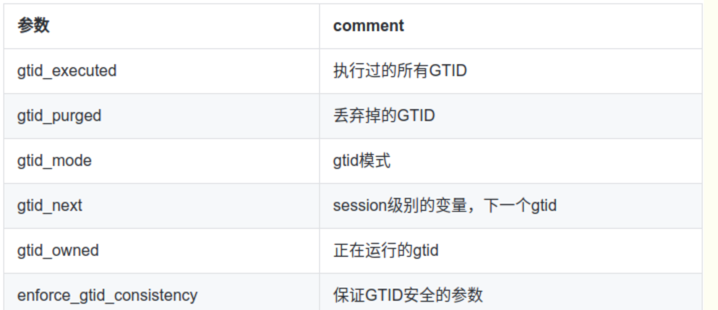 参数 comment
gtid_executed 执行过的所有GTID
gtid_purged 丢弃掉的GTID
gtid_mode gtid模式
gtid_next session级别的变量，下一个gtid
gtid_owned 正在运行的gtid
enforce_gtid_consistency 保证GTID安全的参数